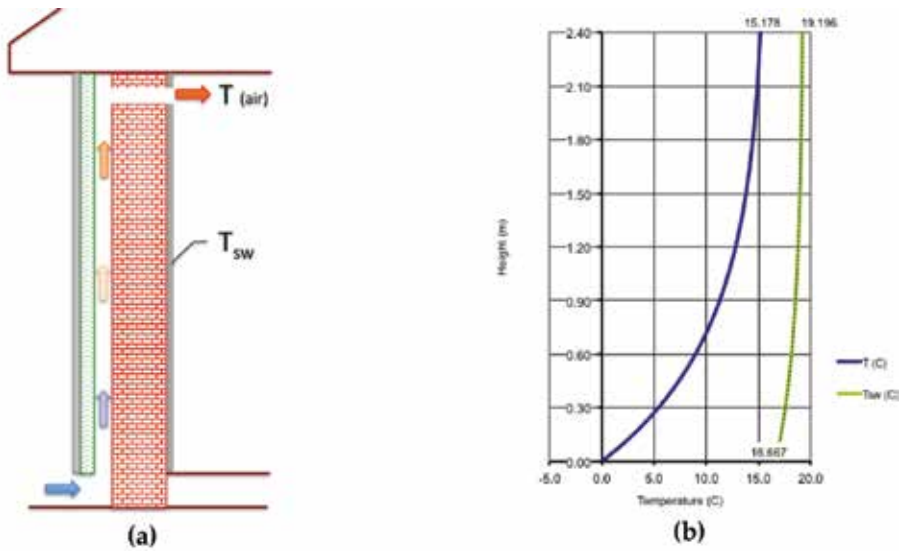 T (air)
Tsw
(a)
15.178 19.196
2.40
2.10
1.80
1.50
1.20
0.90
0.60
0.30
0.00
Height (m)
16.667
-5.0 0.0 5.0 10.0 15.0 20.0
Temperature (C)
T (C)
Tsw (C)
(b)